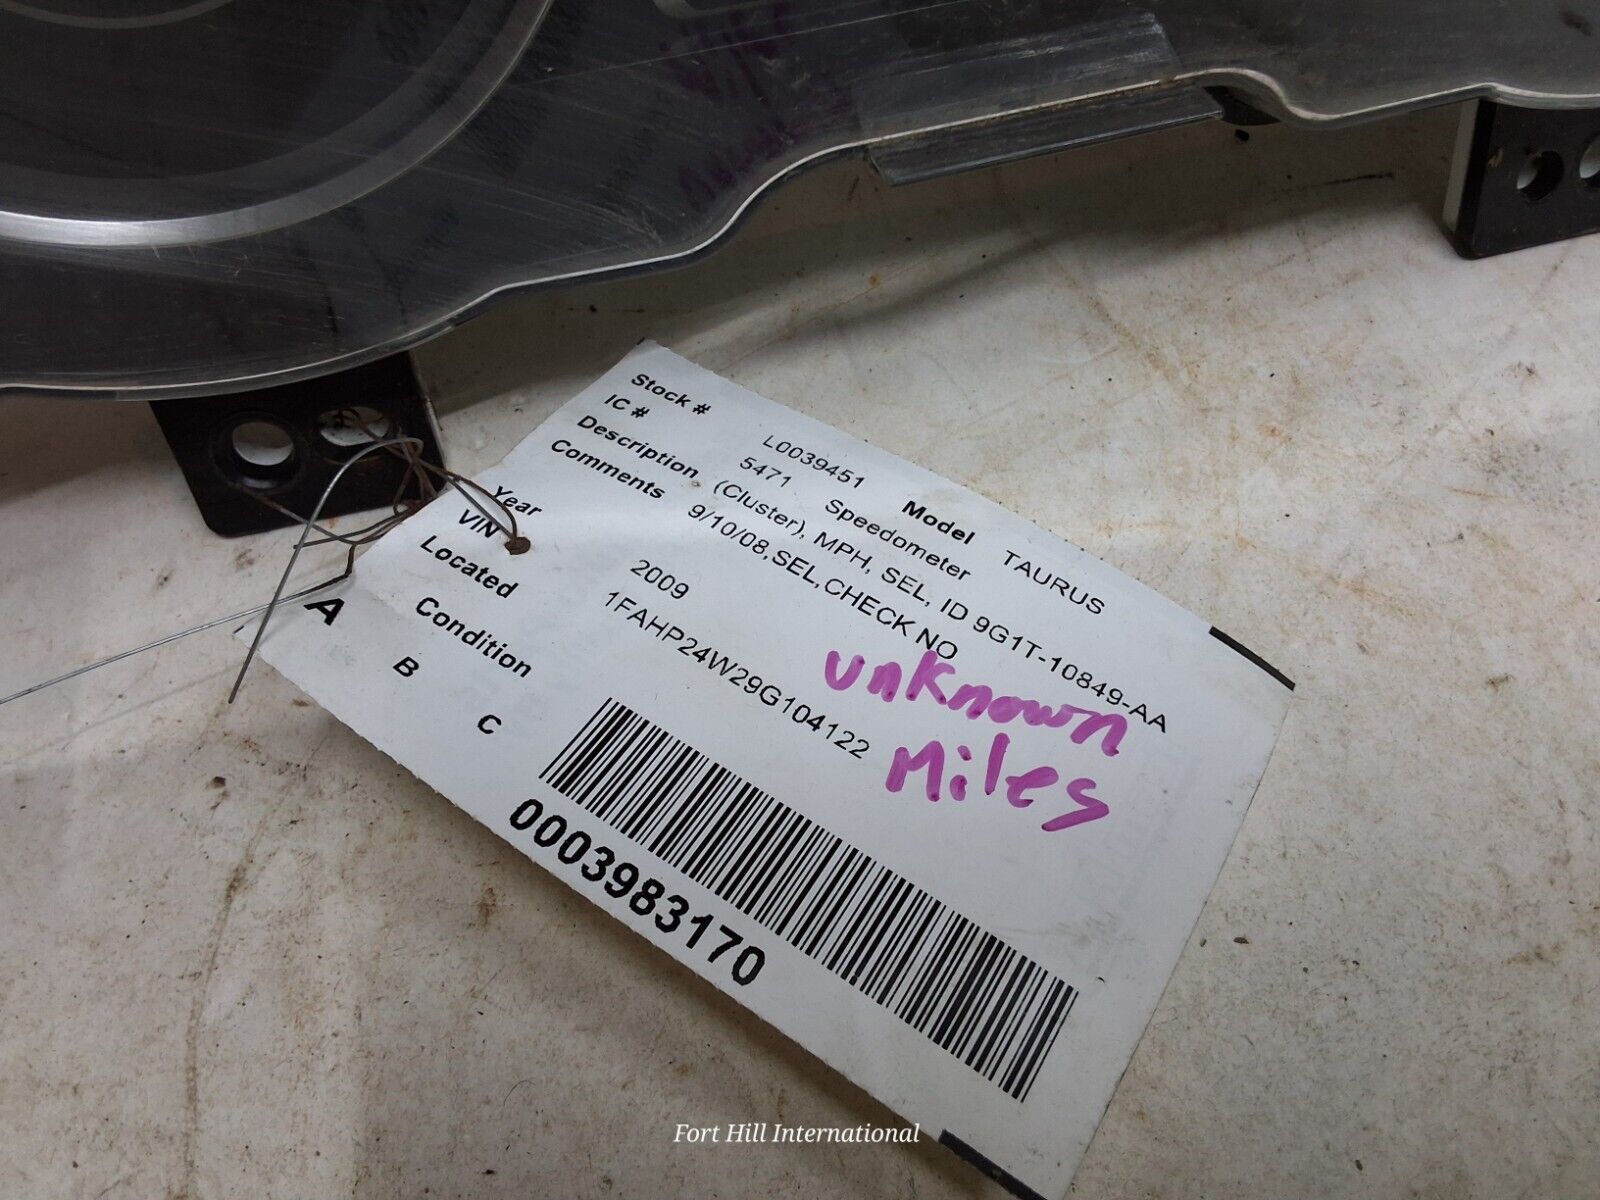 Stock # L0039451 Model TAURUS
IC # 5471 Speedometer
Description (Cluster), MPH, SEL, ID 9G1T-10849-AA
Comments 9/10/08,SEL,CHECK NO
unknown
Miles
Year 2009
VIN 1FAHP24W29G104122
Located
Condition
A B C
0003983170
Fort Hill International